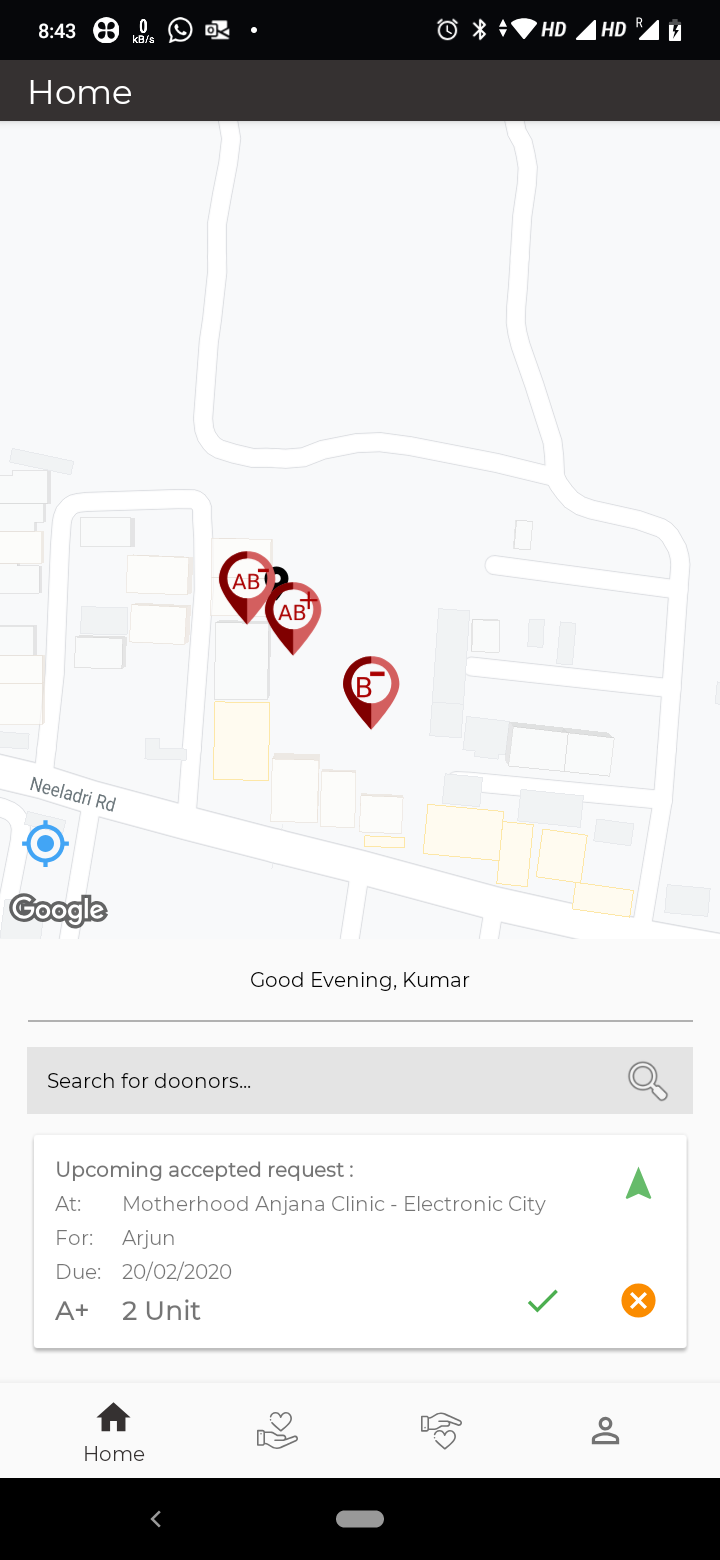 8:43 0 kB/s HD HD R
Home
AB-
AB+
B-
Neeladri Rd
Google
Good Evening, Kumar
Search for doonors...
Upcoming accepted request :
At: Motherhood Anjana Clinic - Electronic City
For: Arjun
Due: 20/02/2020
A+ 2 Unit
Home